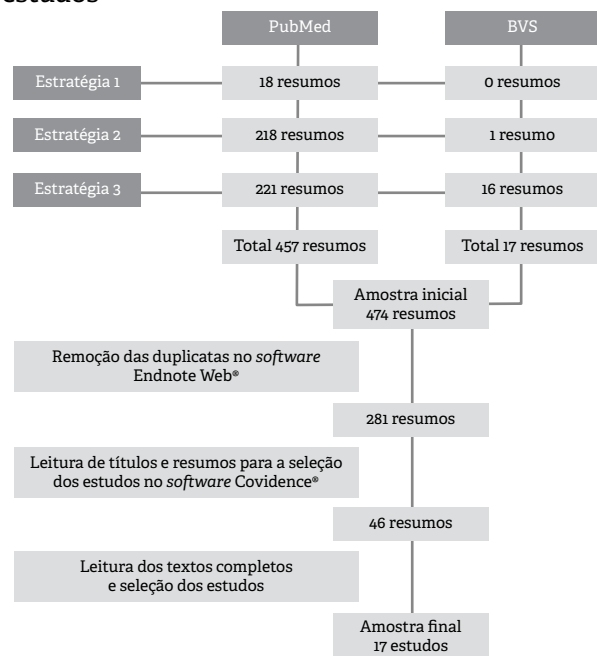 estudos
PubMed
BVS
Estratégia 1
18 resumos
0 resumos
Estratégia 2
218 resumos
1 resumo
Estratégia 3
221 resumos
16 resumos
Total 457 resumos
Total 17 resumos
Amostra inicial
474 resumos
Remoção das duplicatas no software
Endnote Web®
281 resumos
Leitura de títulos e resumos para a seleção
dos estudos no software Covidence®
46 resumos
Leitura dos textos completos
e seleção dos estudos
Amostra final
17 estudos